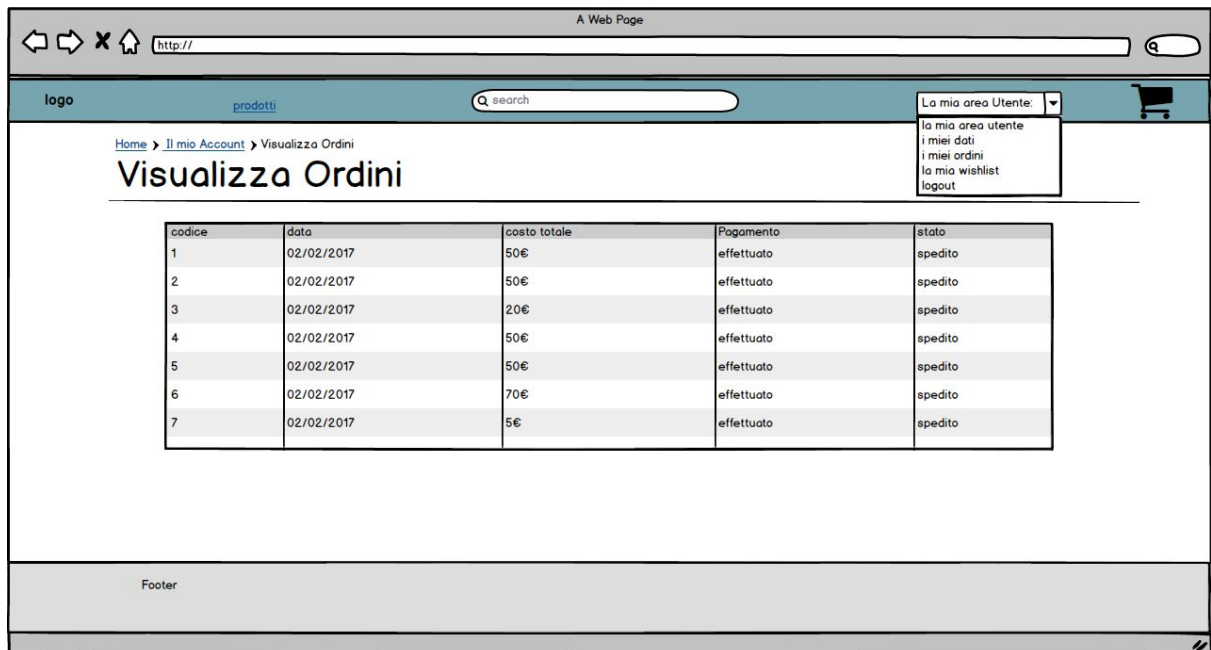 A Web Page
http://
logo
prodotti
search
La mia area Utente:
la mia area utente
i miei dati
i miei ordini
la mia wishlist
logout
Home > Il mio Account > Visualizza Ordini
Visualizza Ordini
codice data costo totale Pagamento stato
1 02/02/2017 50€ effettuato spedito
2 02/02/2017 50€ effettuato spedito
3 02/02/2017 20€ effettuato spedito
4 02/02/2017 50€ effettuato spedito
5 02/02/2017 50€ effettuato spedito
6 02/02/2017 70€ effettuato spedito
7 02/02/2017 5€ effettuato spedito
Footer